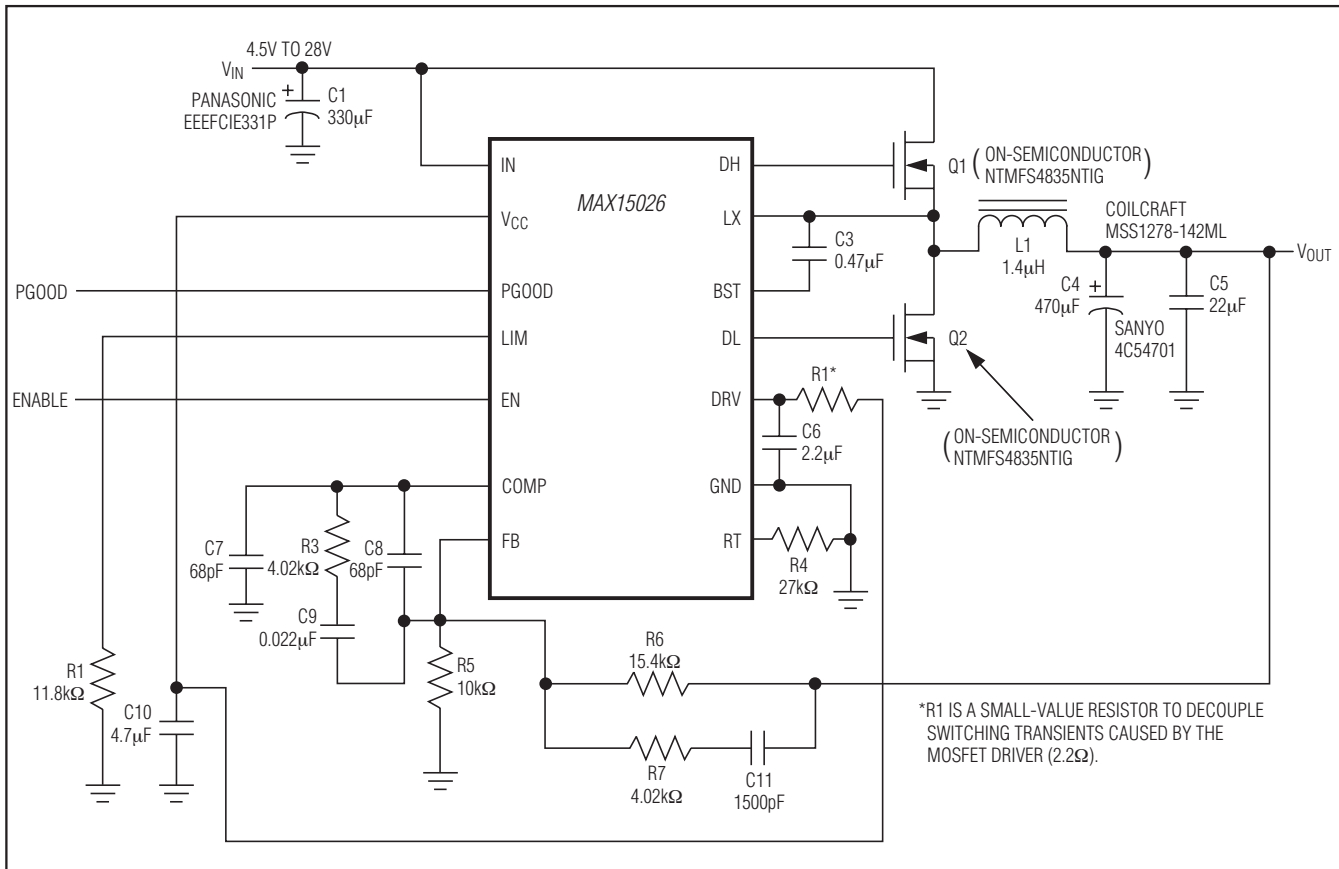 4.5V TO 28V
VIN
PANASONIC
EEEFCIE331P
+
C1
330µF
IN
DH
Q1
(ON-SEMICONDUCTOR
NTMFS4835NTIG)
MAX15026
VCC
LX
C3
0.47µF
COILCRAFT
MSS1278-142ML
L1
1.4µH
VOUT
PGOOD
PGOOD
BST
C4
470µF
+
SANYO
4C54701
C5
22µF
LIM
DL
Q2
(ON-SEMICONDUCTOR
NTMFS4835NTIG)
ENABLE
EN
DRV
R1*
C6
2.2µF
COMP
GND
FB
RT
R4
27kΩ
C7
68pF
R3
4.02kΩ
C8
68pF
C9
0.022µF
R1
11.8kΩ
C10
4.7µF
R5
10kΩ
R6
15.4kΩ
R7
4.02kΩ
C11
1500pF
*R1 IS A SMALL-VALUE RESISTOR TO DECOUPLE
SWITCHING TRANSIENTS CAUSED BY THE
MOSFET DRIVER (2.2Ω).